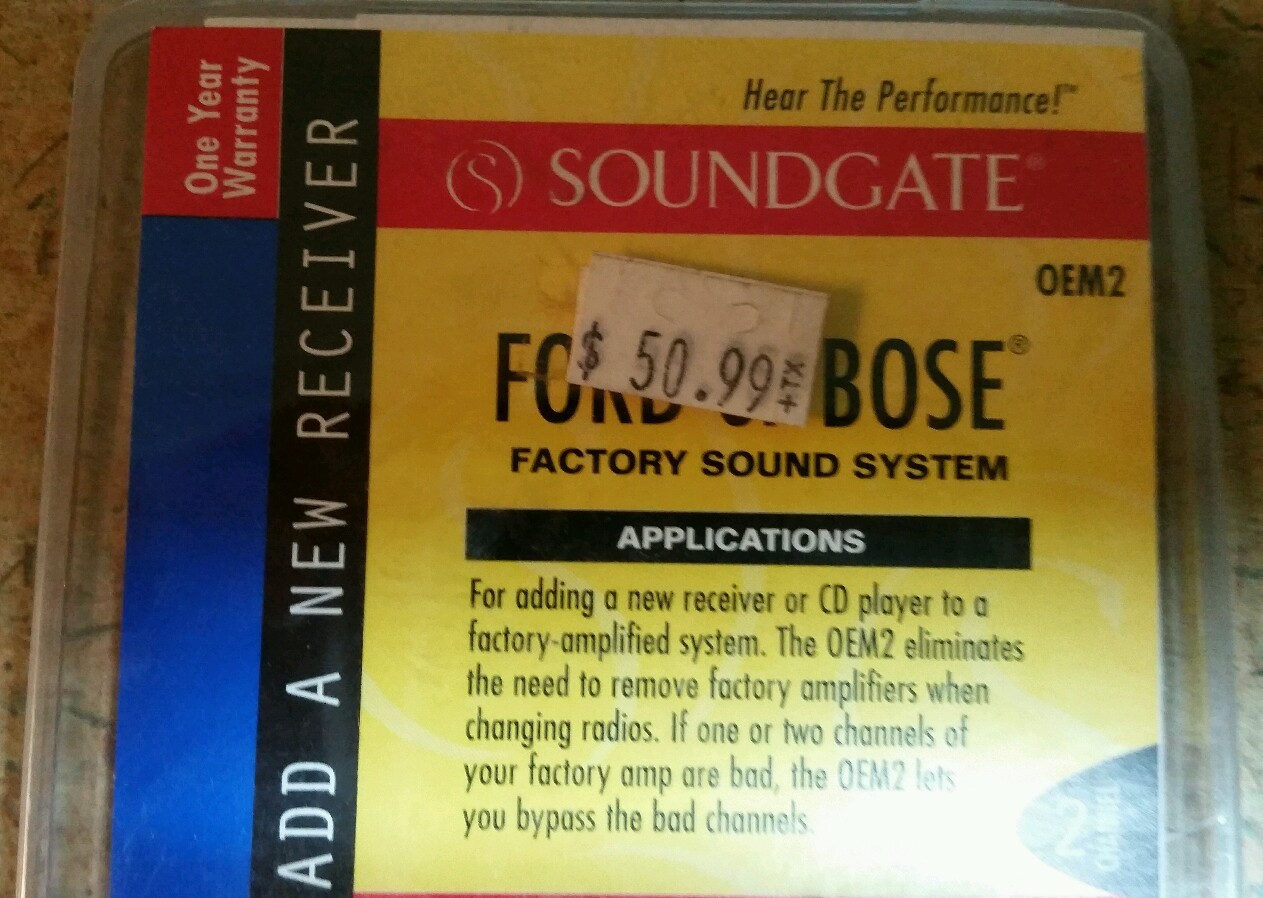 One Year
Warranty
ADD A NEW RECEIVER
Hear The Performance!™
SOUNDGATE®
OEM2
$ 50.99+TX
BOSE®
FACTORY SOUND SYSTEM
APPLICATIONS
For adding a new receiver or CD player to a
factory-amplified system. The OEM2 eliminates
the need to remove factory amplifiers when
changing radios. If one or two channels of
your factory amp are bad, the OEM2 lets
you bypass the bad channels.
2
CHANNEL